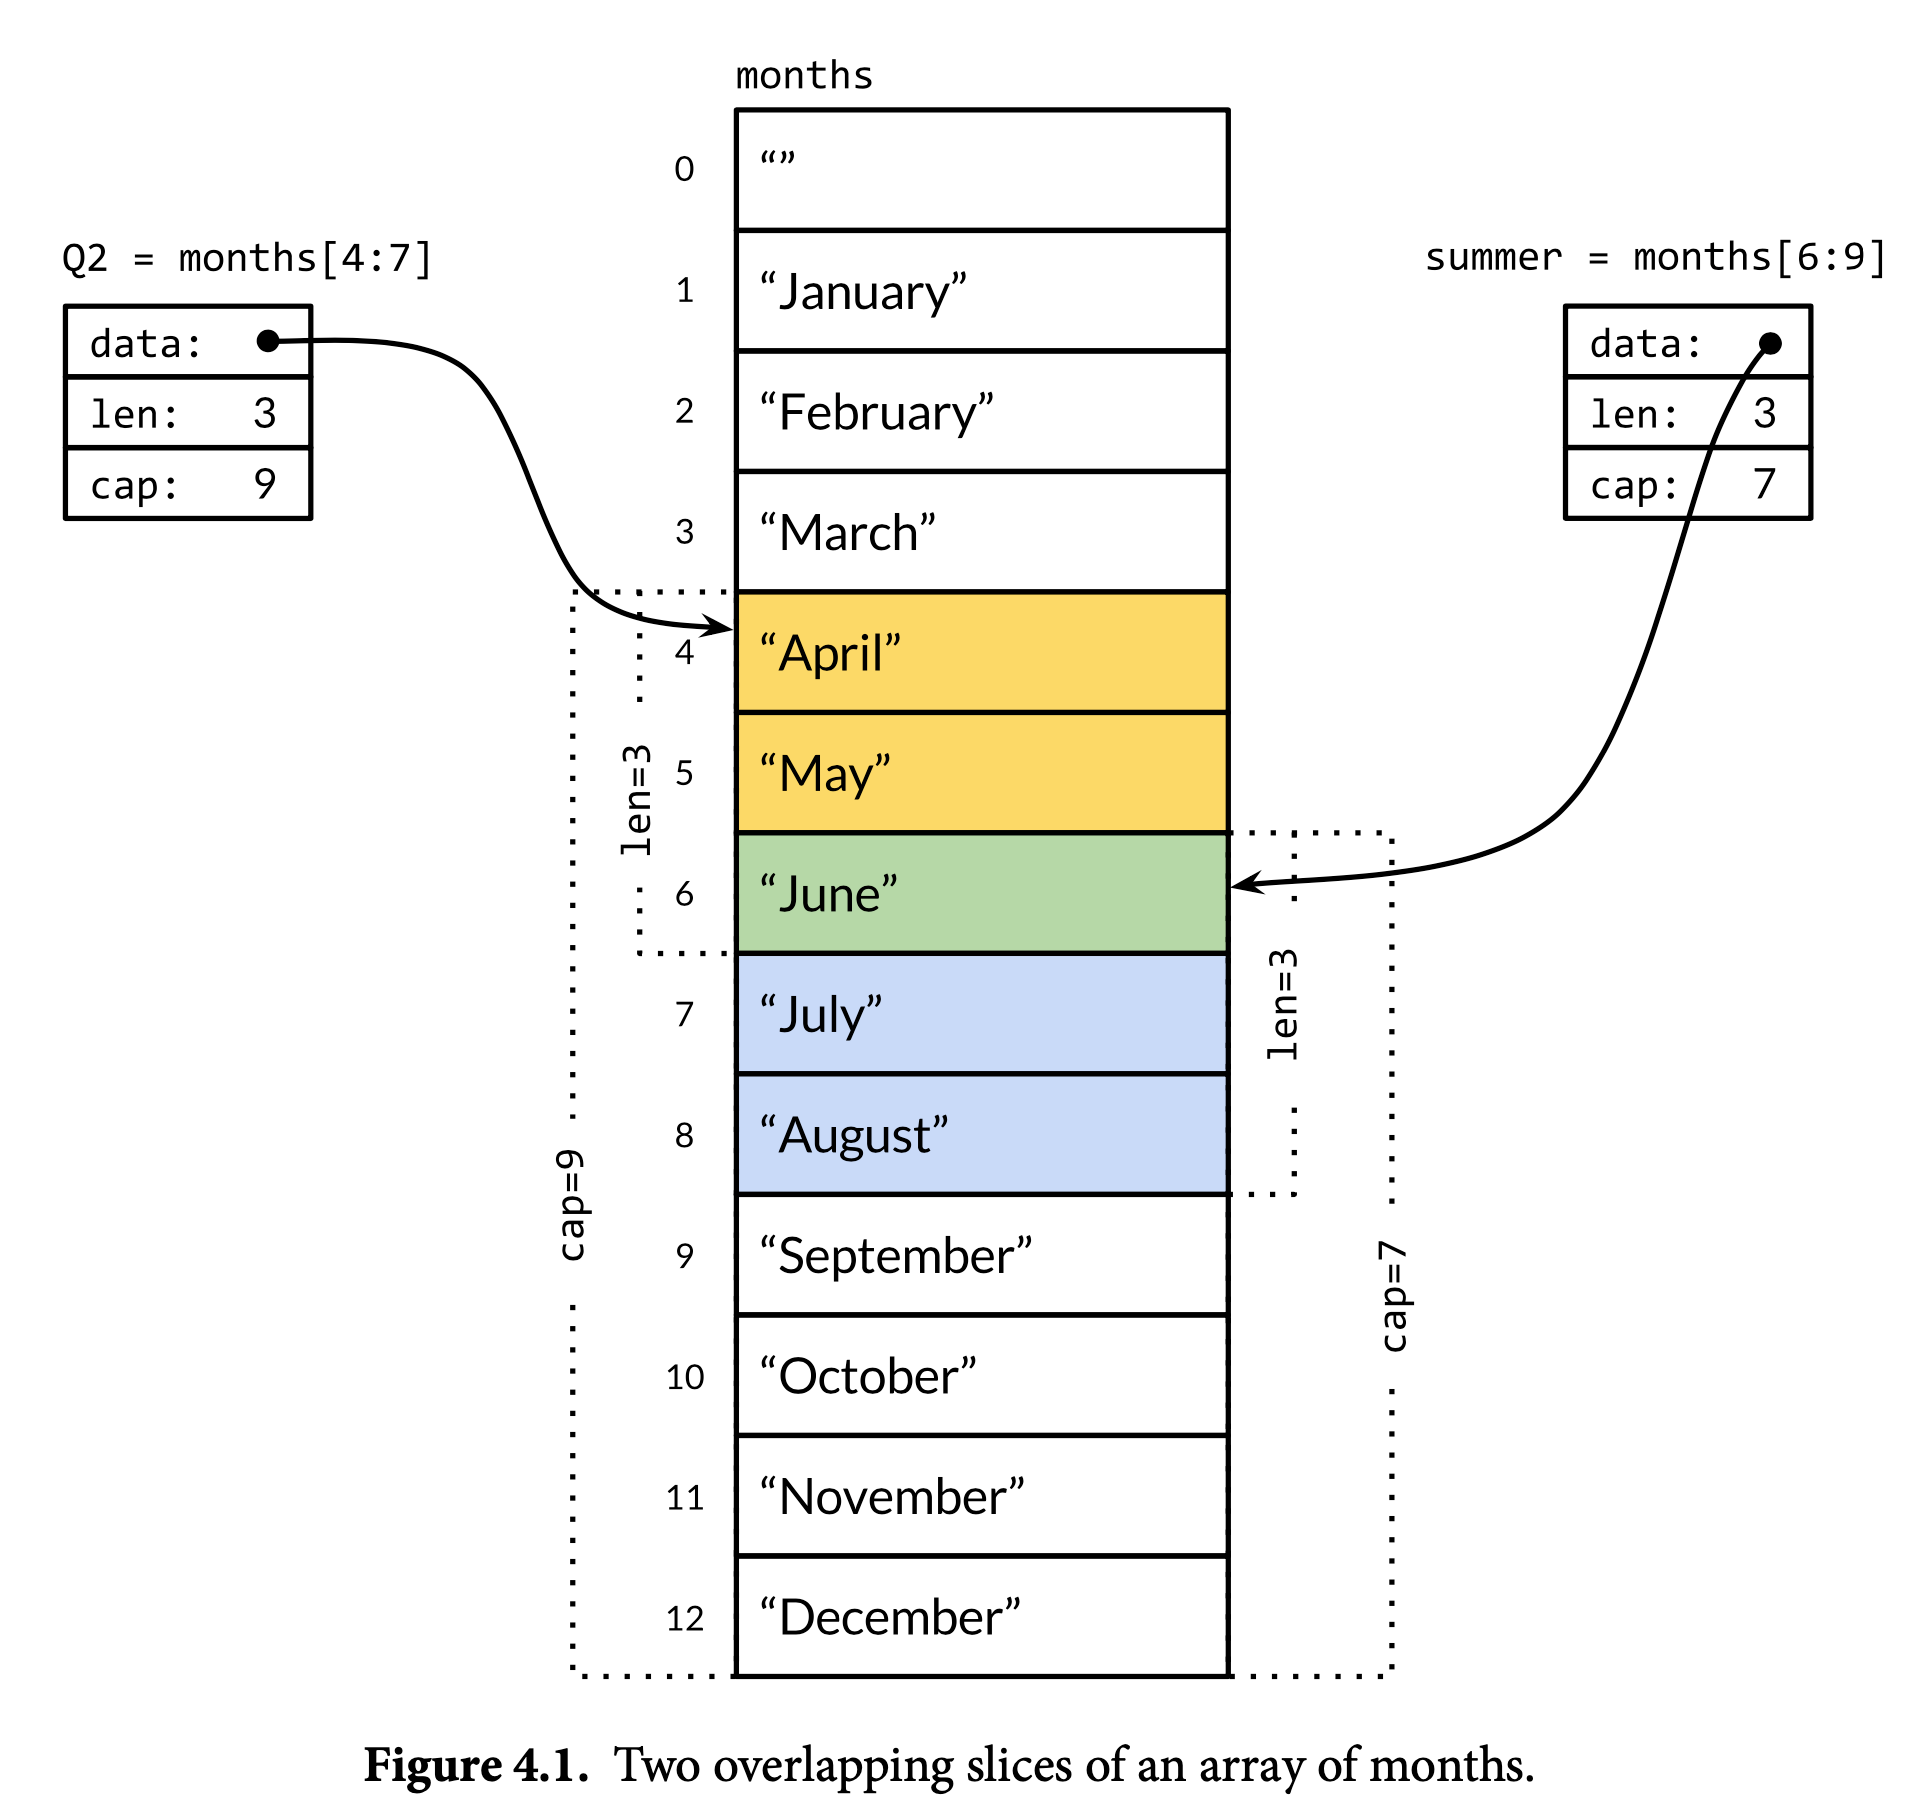 months
0 “”
Q2 = months[4:7]
data:
len: 3
cap: 9
summer = months[6:9]
data:
len: 3
cap: 7
1 “January”
2 “February”
3 “March”
4 “April”
5 “May”
6 “June”
7 “July”
8 “August”
9 “September”
10 “October”
11 “November”
12 “December”
len=3
cap=9
len=3
cap=7
Figure 4.1. Two overlapping slices of an array of months.